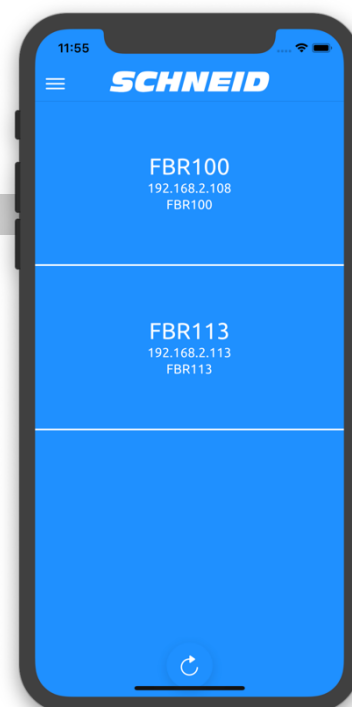 11:55
SCHNEID
FBR100
192.168.2.108
FBR100
FBR113
192.168.2.113
FBR113